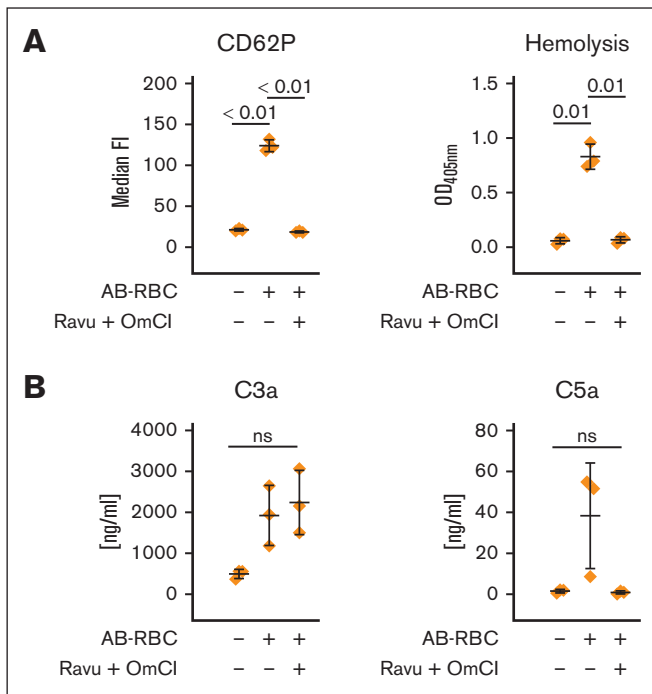 A
CD62P
Hemolysis
Median FI
200
150
100
50
0
< 0.01
< 0.01
OD405nm
1.5
1.0
0.5
0.0
0.01
0.01
AB-RBC − + + AB-RBC − + +
Ravu + OmCI − − + Ravu + OmCI − − +
B
C3a
C5a
[ng/ml]
4000
3000
2000
1000
0
ns
[ng/ml]
80
60
40
20
0
ns
AB-RBC − + + AB-RBC − + +
Ravu + OmCI − − + Ravu + OmCI − − +